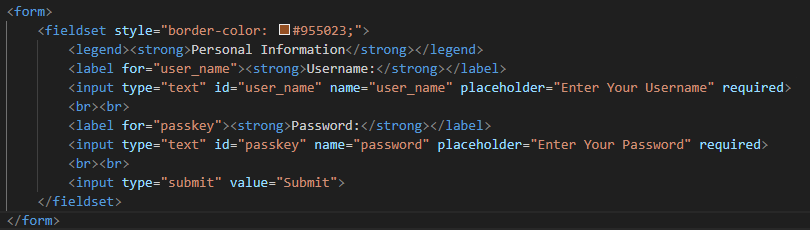 <form>
<fieldset style="border-color: #955023;">
<legend><strong>Personal Information</strong></legend>
<label for="user_name"><strong>Username:</strong></label>
<input type="text" id="user_name" name="user_name" placeholder="Enter Your Username" required>
<br><br>
<label for="passkey"><strong>Password:</strong></label>
<input type="text" id="passkey" name="password" placeholder="Enter Your Password" required>
<br><br>
<input type="submit" value="Submit">
</fieldset>
</form>